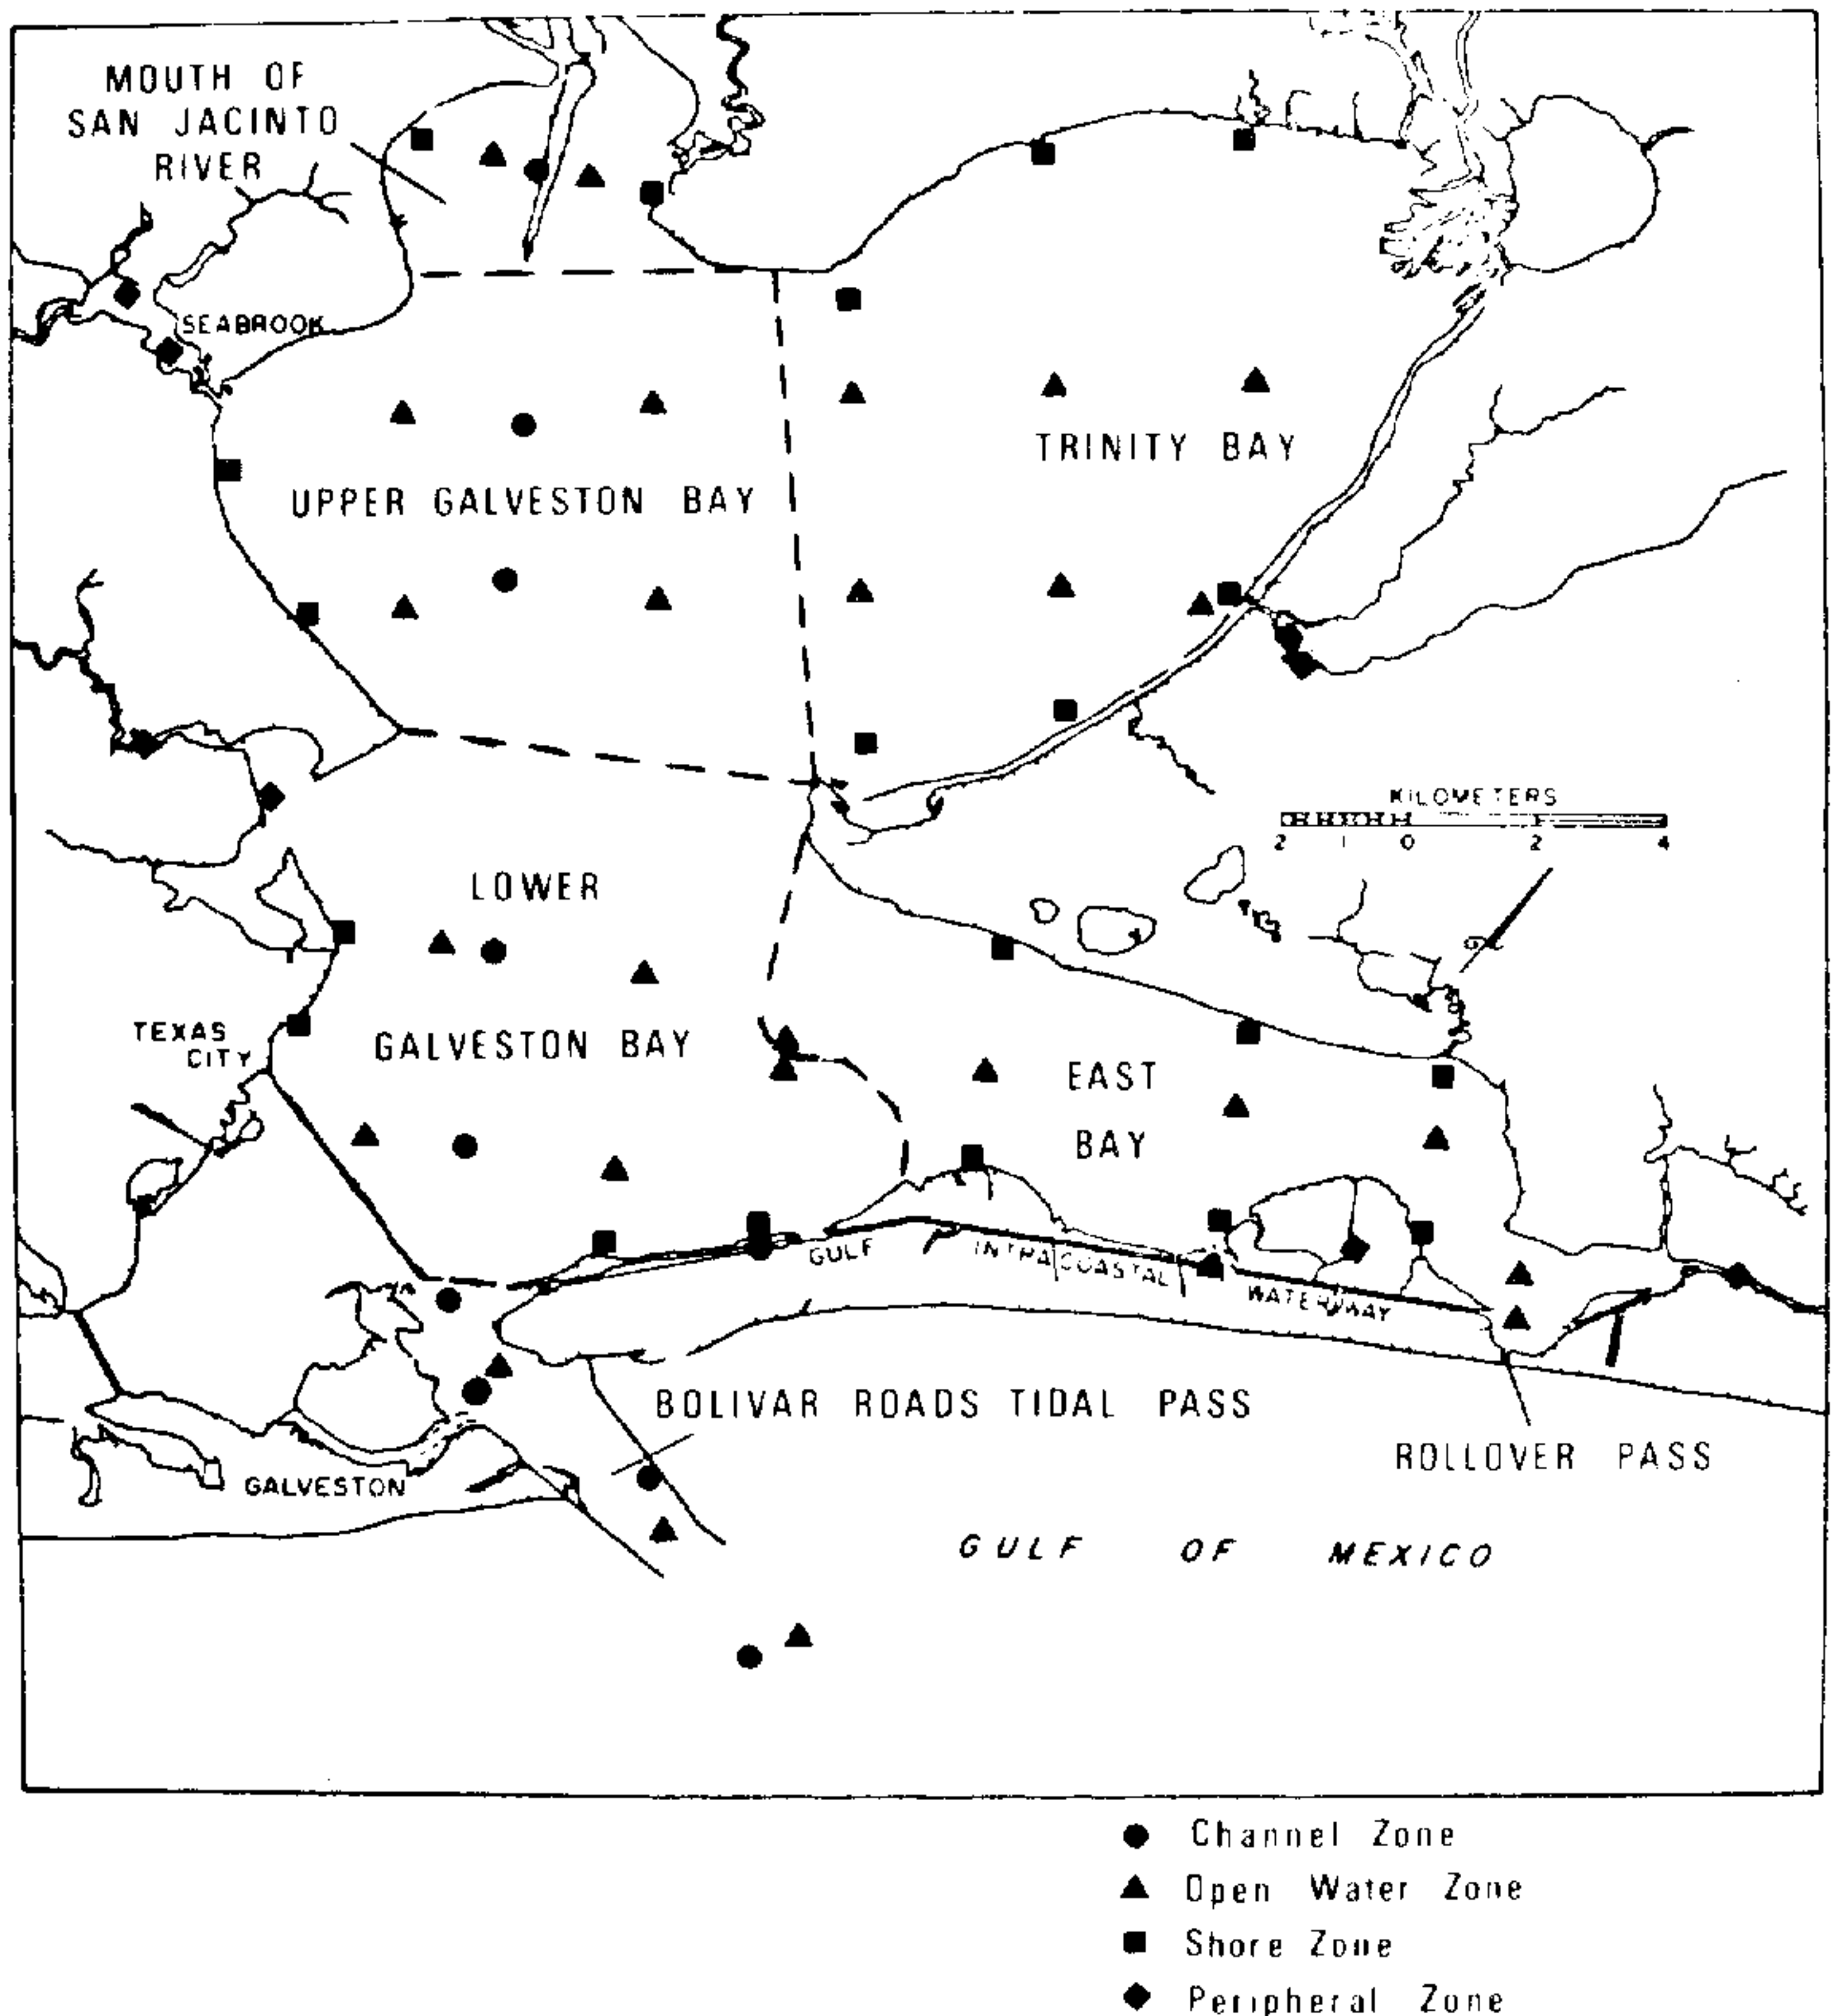 MOUTH OF
SAN JACINTO
RIVER
SEABROOK
TRINITY BAY
UPPER GALVESTON BAY
KILOMETERS
2 1 0 2 4
LOWER
TEXAS
CITY
GALVESTON BAY
EAST
BAY
GULF INTRACOASTAL WATERWAY
BOLIVAR ROADS TIDAL PASS
ROLLOVER PASS
GALVESTON
GULF OF MEXICO
Channel Zone
Open Water Zone
Shore Zone
Peripheral Zone